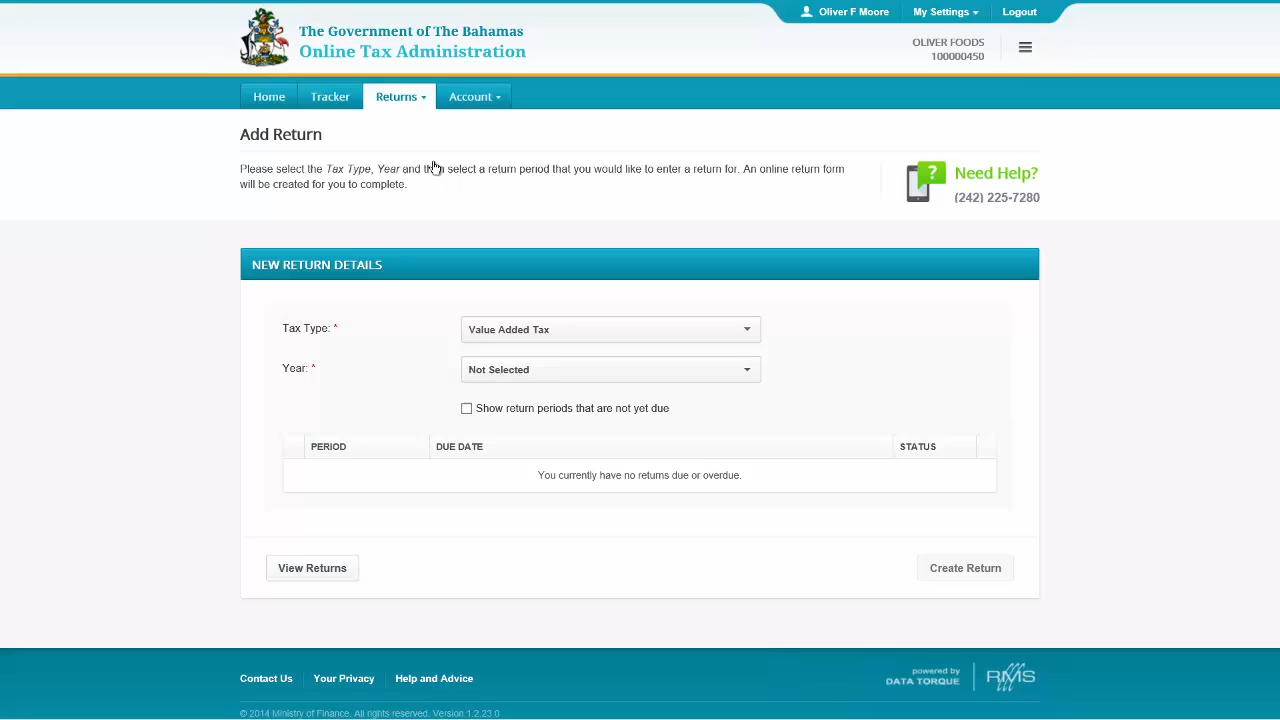 Oliver F Moore
My Settings
Logout
The Government of The Bahamas
Online Tax Administration
OLIVER FOODS
100000450
Home
Tracker
Returns
Account
Add Return
Please select the Tax Type, Year and then select a return period that you would like to enter a return for. An online return form
will be created for you to complete.
?
Need Help?
(242) 225-7280
NEW RETURN DETAILS
Tax Type: *
Value Added Tax
Year: *
Not Selected
Show return periods that are not yet due
PERIOD
DUE DATE
STATUS
You currently have no returns due or overdue.
View Returns
Create Return
Contact Us
Your Privacy
Help and Advice
powered by
DATA TORQUE
RMS
© 2014 Ministry of Finance. All rights reserved. Version 1.2.23.0